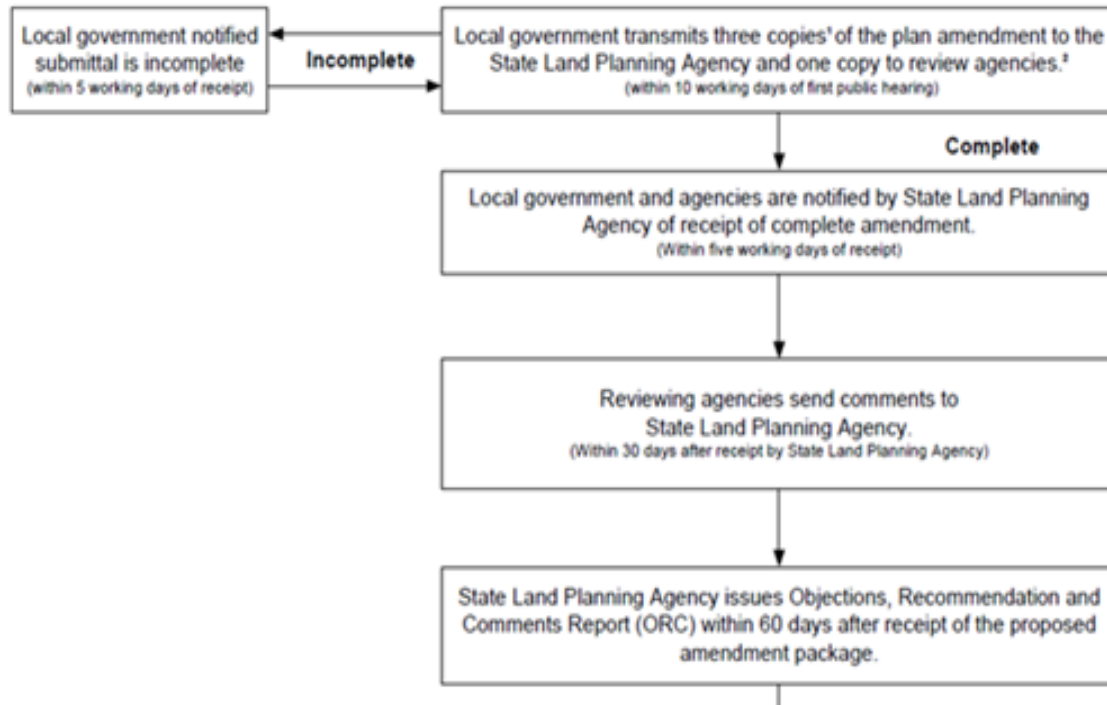 Local government notified
submittal is incomplete
(within 5 working days of receipt)
Incomplete
Local government transmits three copies¹ of the plan amendment to the
State Land Planning Agency and one copy to review agencies.²
(within 10 working days of first public hearing)
Complete
Local government and agencies are notified by State Land Planning
Agency of receipt of complete amendment.
(Within five working days of receipt)
Reviewing agencies send comments to
State Land Planning Agency.
(Within 30 days after receipt by State Land Planning Agency)
State Land Planning Agency issues Objections, Recommendation and
Comments Report (ORC) within 60 days after receipt of the proposed
amendment package.